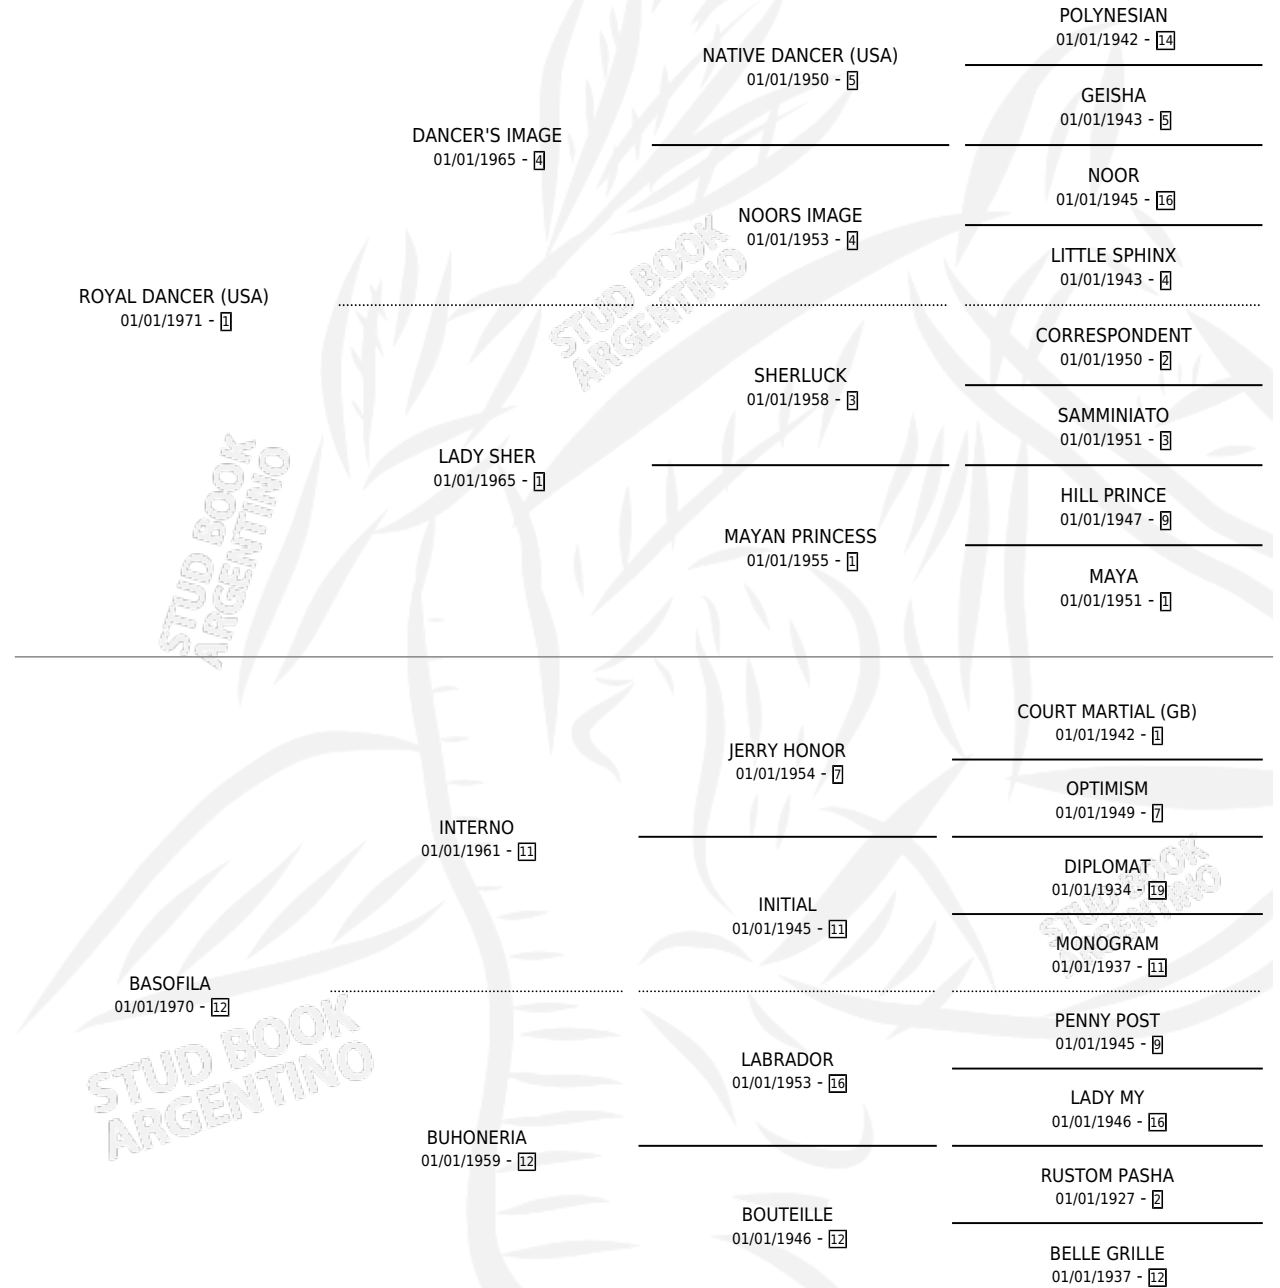 POLYNESIAN
01/01/1942 - 14
NATIVE DANCER (USA)
01/01/1950 - 5
GEISHA
01/01/1943 - 5
DANCER'S IMAGE
01/01/1965 - 4
NOOR
01/01/1945 - 16
NOORS IMAGE
01/01/1953 - 4
LITTLE SPHINX
01/01/1943 - 4
ROYAL DANCER (USA)
01/01/1971 - 1
CORRESPONDENT
01/01/1950 - 2
SHERLUCK
01/01/1958 - 3
SAMMINIATO
01/01/1951 - 3
LADY SHER
01/01/1965 - 1
HILL PRINCE
01/01/1947 - 9
MAYAN PRINCESS
01/01/1955 - 1
MAYA
01/01/1951 - 1
COURT MARTIAL (GB)
01/01/1942 - 1
JERRY HONOR
01/01/1954 - 7
OPTIMISM
01/01/1949 - 7
INTERNO
01/01/1961 - 11
DIPLOMAT
01/01/1934 - 19
INITIAL
01/01/1945 - 11
MONOGRAM
01/01/1937 - 11
BASOFILA
01/01/1970 - 12
PENNY POST
01/01/1945 - 9
LABRADOR
01/01/1953 - 16
LADY MY
01/01/1946 - 16
BUHONERIA
01/01/1959 - 12
RUSTOM PASHA
01/01/1927 - 2
BOUTEILLE
01/01/1946 - 12
BELLE GRILLE
01/01/1937 - 12
STUD BOOK
ARGENTINO
STUD BOOK
ARGENTINO
STUD BOOK
ARGENTINO
STUD BOOK
ARGENTINO